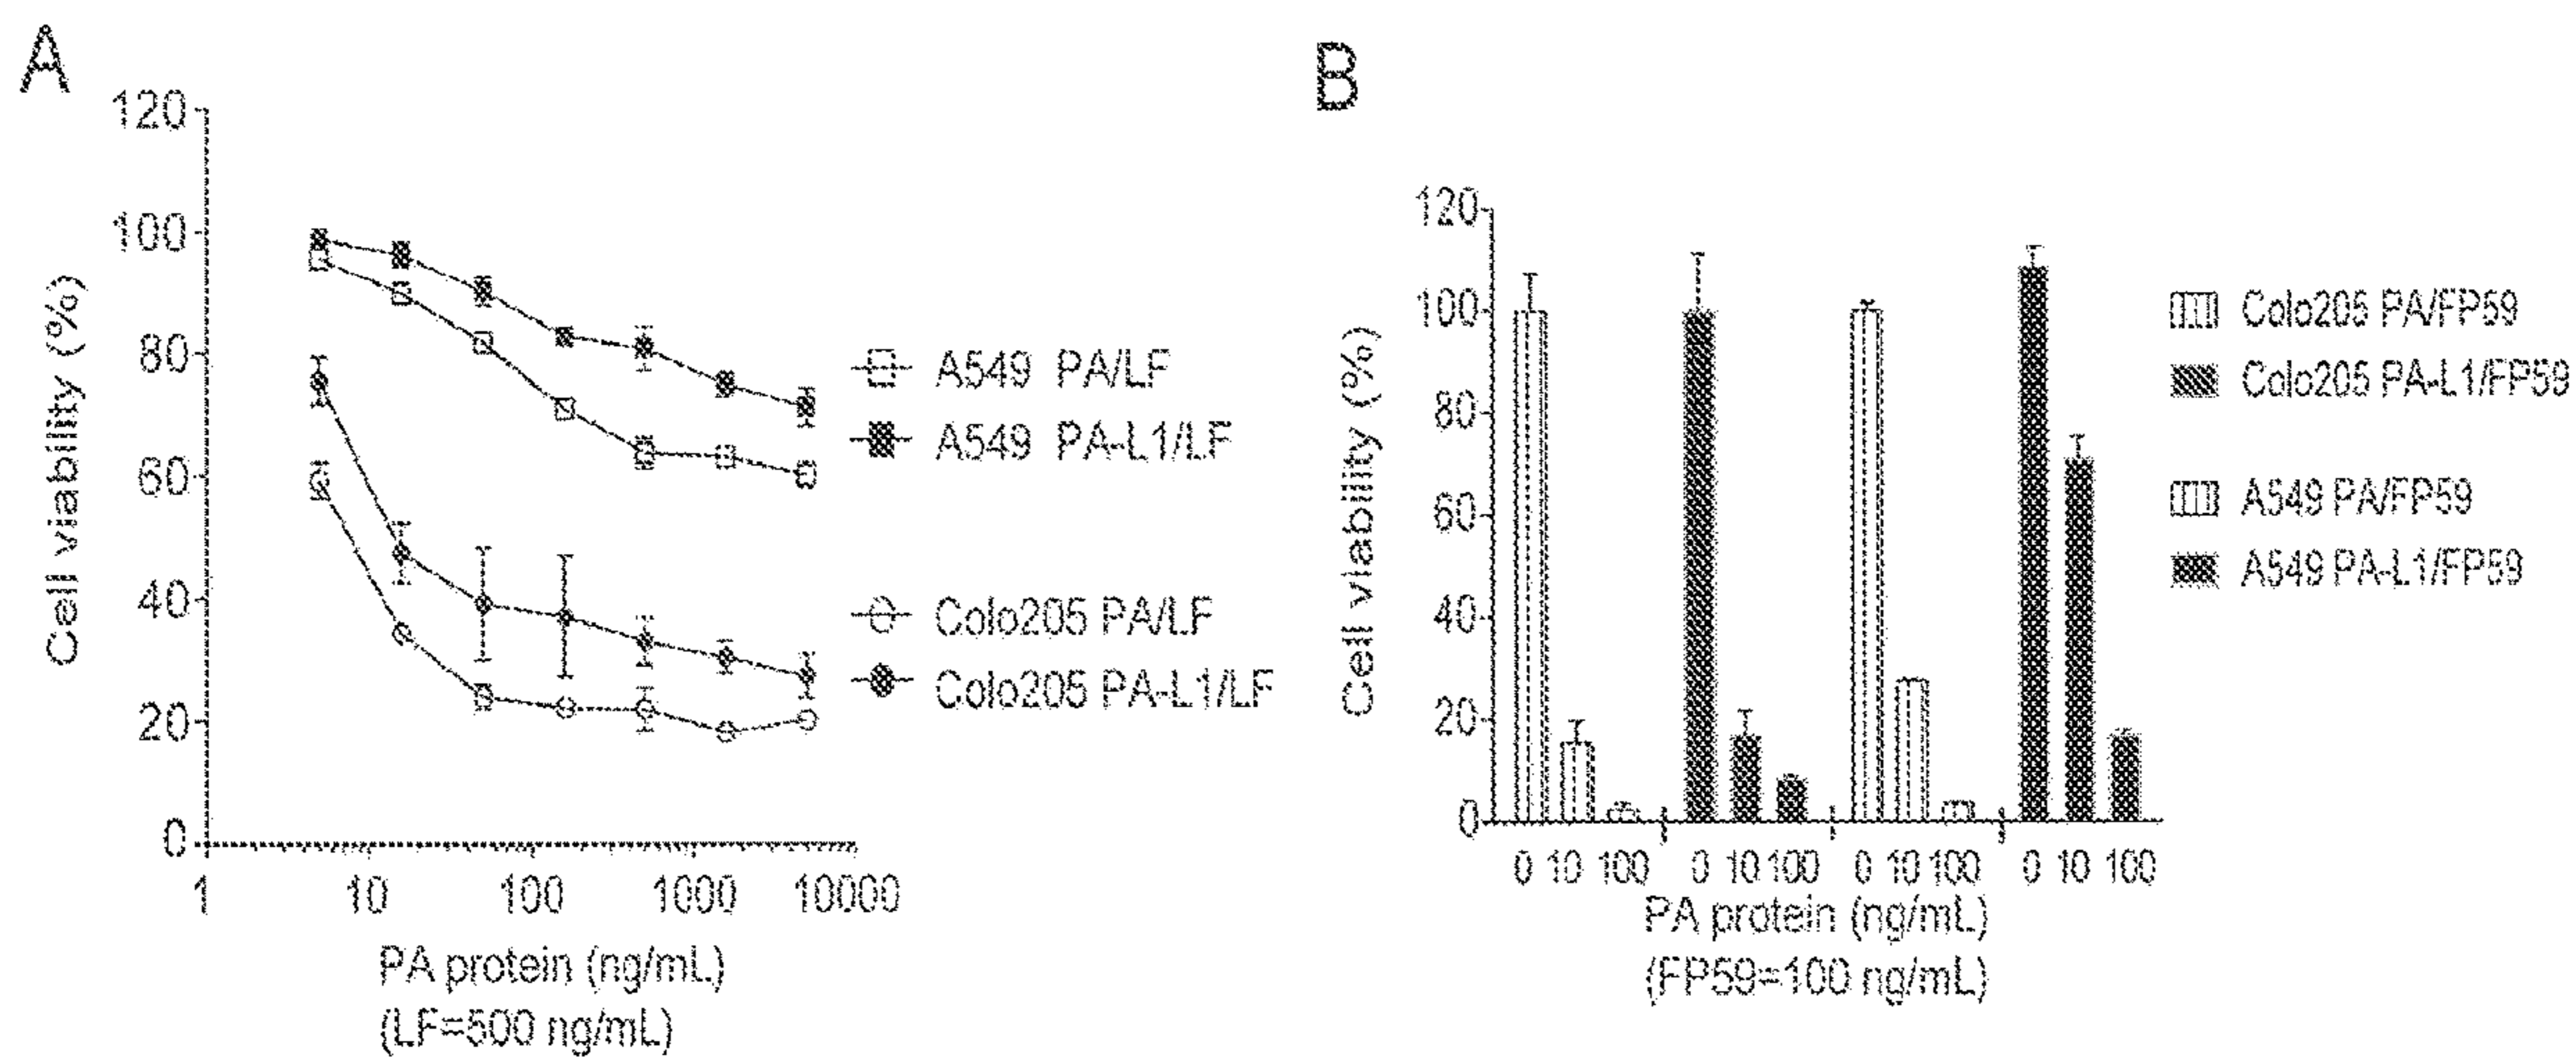 A
120
100
80
60
40
20
0
Cell viability (%)
1 10 100 1000 10000
PA protein (ng/mL)
(LF=500 ng/mL)
A549 PA/LF
A549 PA-L1/LF
Colo205 PA/LF
Colo205 PA-L1/LF
B
120
100
80
60
40
20
0
Cell viability (%)
0 10 100 0 10 100 0 10 100 0 10 100
PA protein (ng/mL)
(FP59=100 ng/mL)
Colo205 PA/FP59
Colo205 PA-L1/FP59
A549 PA/FP59
A549 PA-L1/FP59